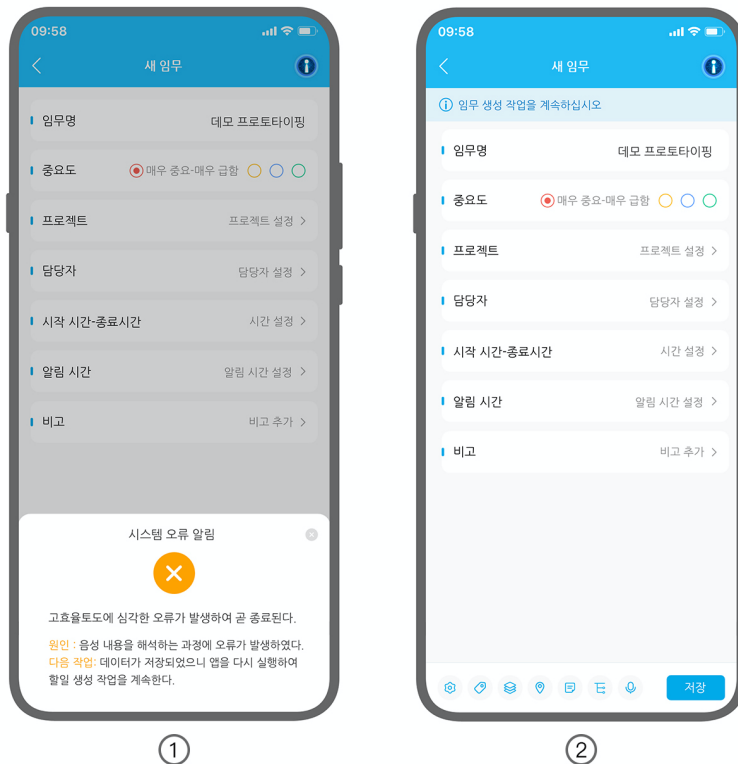 09:58
새 임무
임무명
데모 프로토타이핑
중요도
매우 중요-매우 급함
프로젝트
프로젝트 설정
담당자
담당자 설정
시작 시간-종료시간
시간 설정
알림 시간
알림 시간 설정
비고
비고 추가
시스템 오류 알림
고효율토도에 심각한 오류가 발생하여 곧 종료된다.
원인 : 음성 내용을 해석하는 과정에 오류가 발생하였다.
다음 작업: 데이터가 저장되었으니 앱을 다시 실행하여
할일 생성 작업을 계속한다.
①
09:58
새 임무
임무 생성 작업을 계속하십시오
임무명
데모 프로토타이핑
중요도
매우 중요-매우 급함
프로젝트
프로젝트 설정
담당자
담당자 설정
시작 시간-종료시간
시간 설정
알림 시간
알림 시간 설정
비고
비고 추가
저장
②